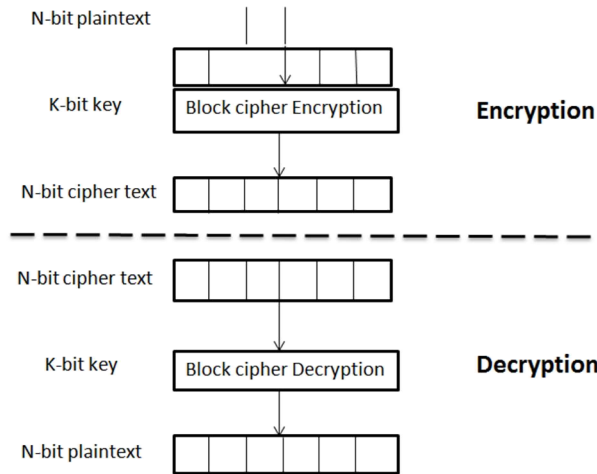 N-bit plaintext
K-bit key
Block cipher Encryption
Encryption
N-bit cipher text
N-bit cipher text
K-bit key
Block cipher Decryption
Decryption
N-bit plaintext